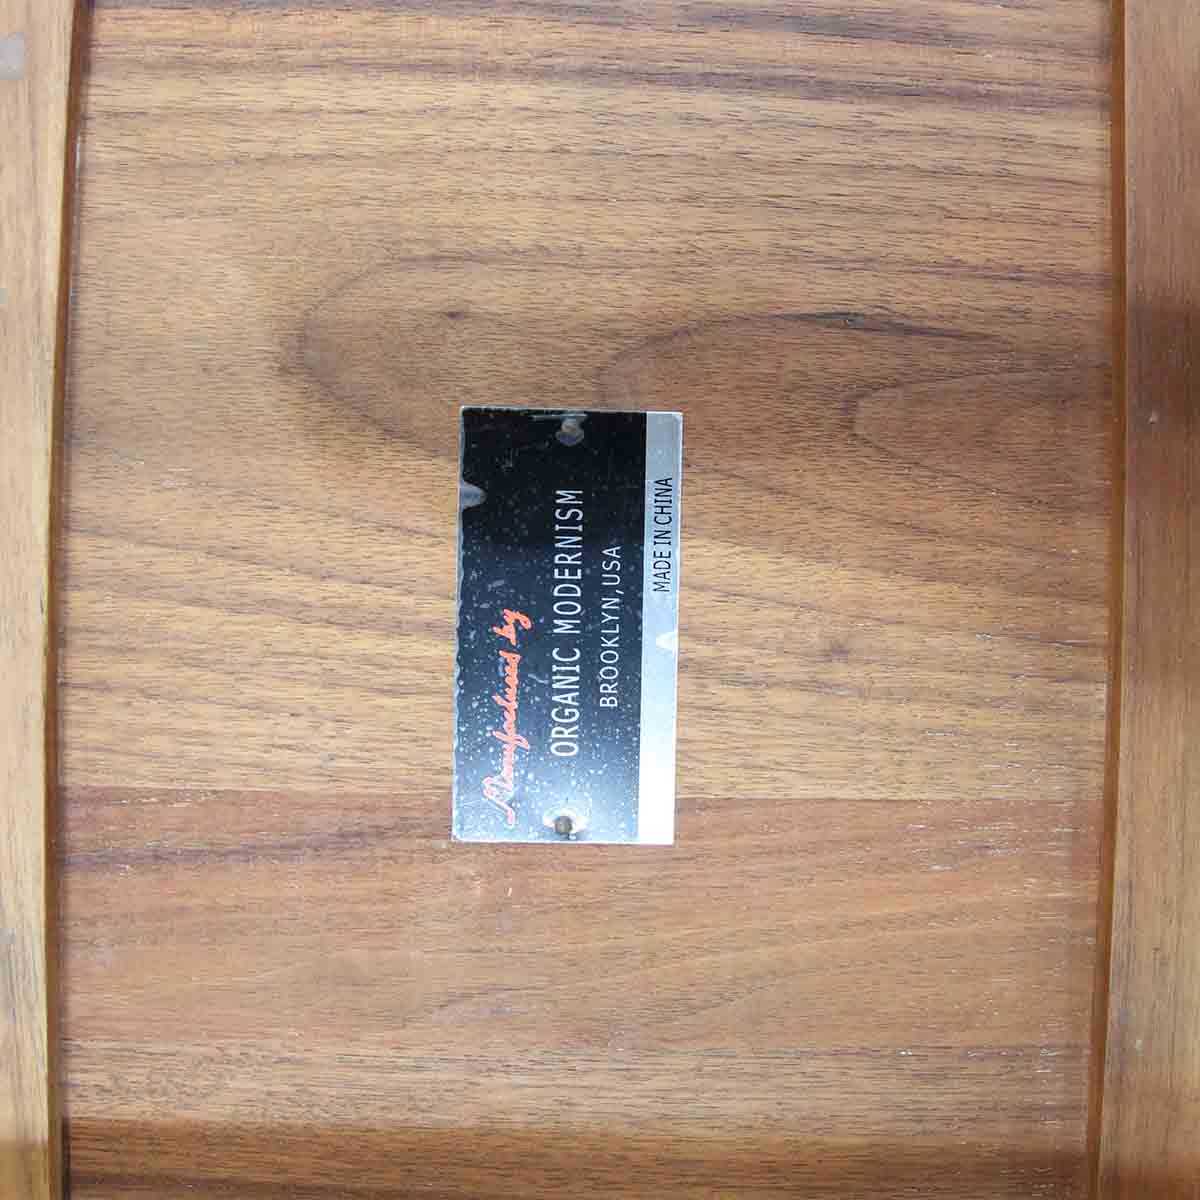 Manufactured by
ORGANIC MODERNISM
BROOKLYN, USA
MADE IN CHINA